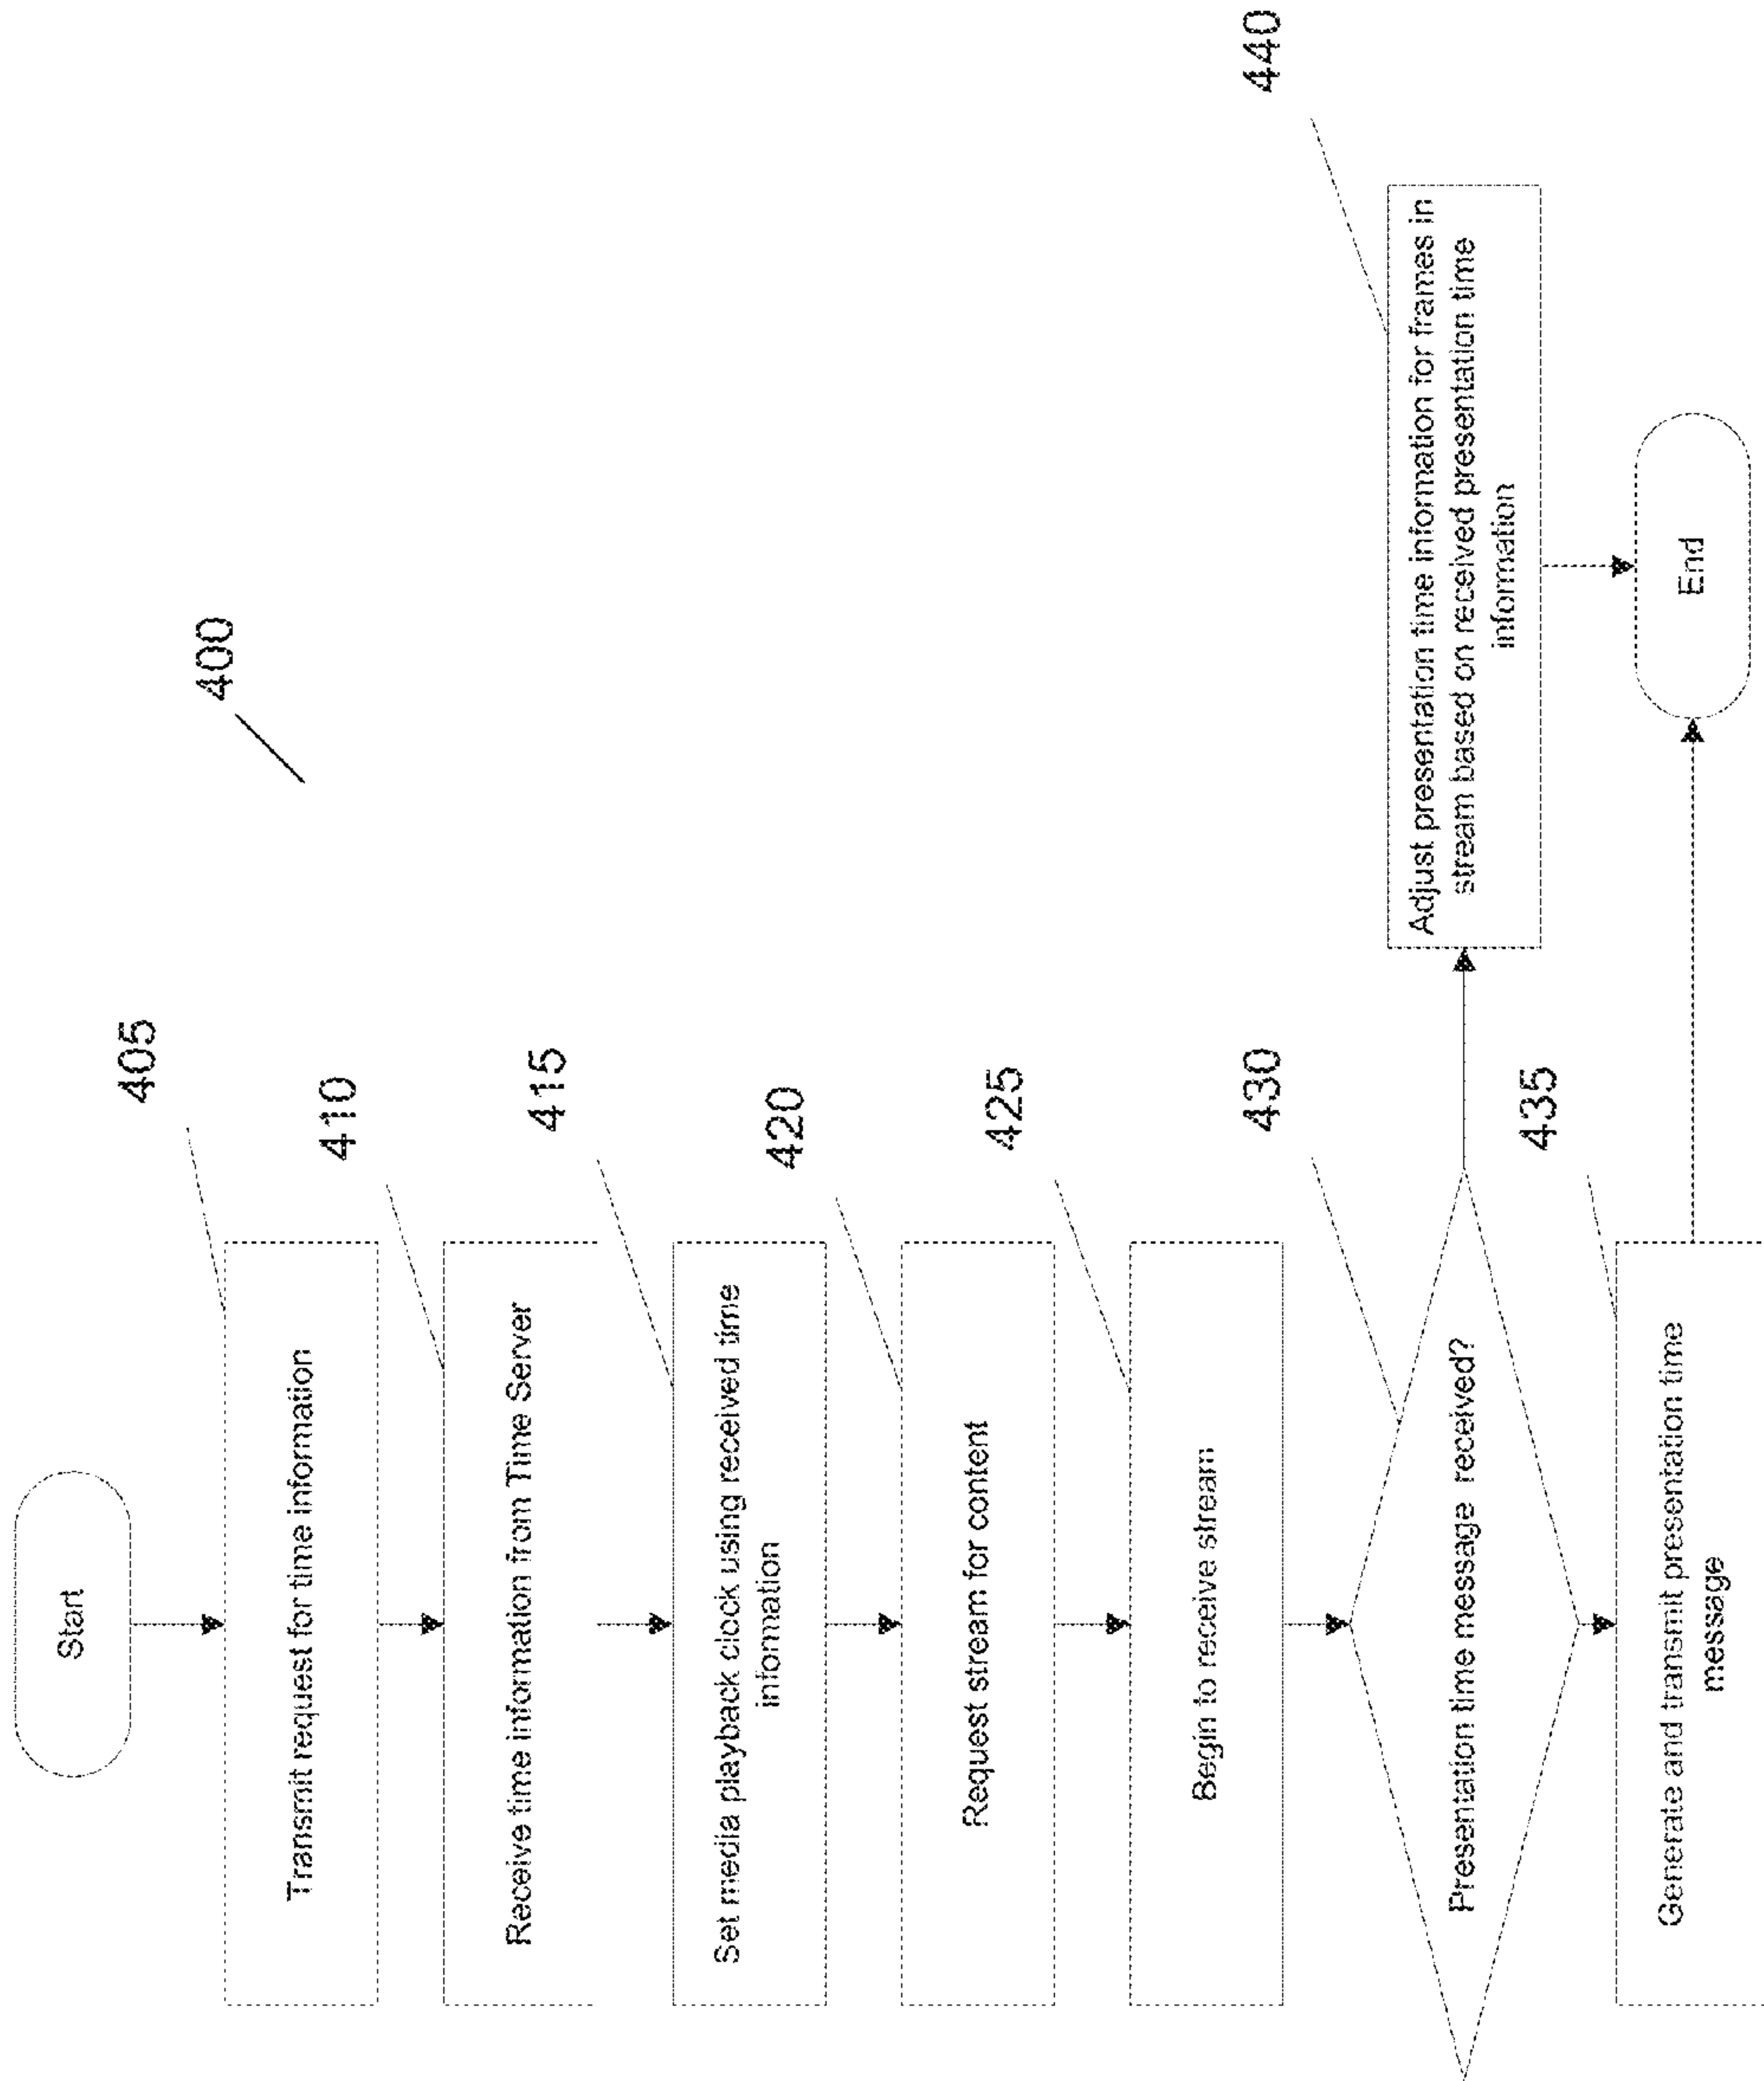 400
Start
405
Transmit request for time information
410
Receive time information from Time Server
415
Set media playback clock using received time
information
420
Request stream for content
425
Begin to receive stream
430
Presentation time message received?
440
Adjust presentation time information for frames in
stream based on received presentation time
information
435
Generate and transmit presentation time
message
End